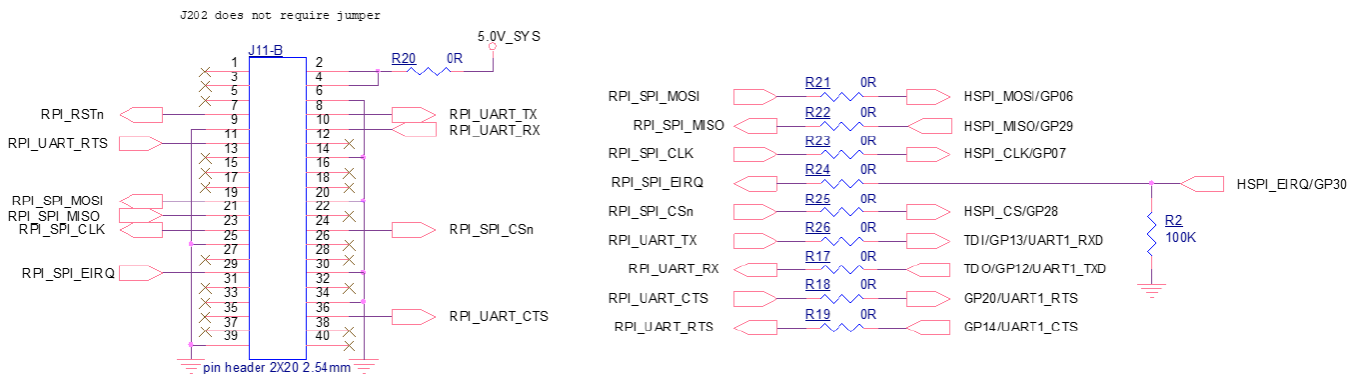 J202 does not require jumper
J11-B
5.0V_SYS
R20 0R
1 2
3 4
5 6
7 8
9 10
11 12
13 14
15 16
17 18
19 20
21 22
23 24
25 26
27 28
29 30
31 32
33 34
35 36
37 38
39 40
RPI_RSTn
RPI_UART_RTS
RPI_SPI_MOSI
RPI_SPI_MISO
RPI_SPI_CLK
RPI_SPI_EIRQ
RPI_UART_TX
RPI_UART_RX
RPI_SPI_CSn
RPI_UART_CTS
pin header 2X20 2.54mm
RPI_SPI_MOSI R21 0R HSPI_MOSI/GP06
RPI_SPI_MISO R22 0R HSPI_MISO/GP29
RPI_SPI_CLK R23 0R HSPI_CLK/GP07
RPI_SPI_EIRQ R24 0R HSPI_EIRQ/GP30
RPI_SPI_CSn R25 0R HSPI_CS/GP28
RPI_UART_TX R26 0R TDI/GP13/UART1_RXD
RPI_UART_RX R17 0R TDO/GP12/UART1_TXD
RPI_UART_CTS R18 0R GP20/UART1_RTS
RPI_UART_RTS R19 0R GP14/UART1_CTS
R2
100K